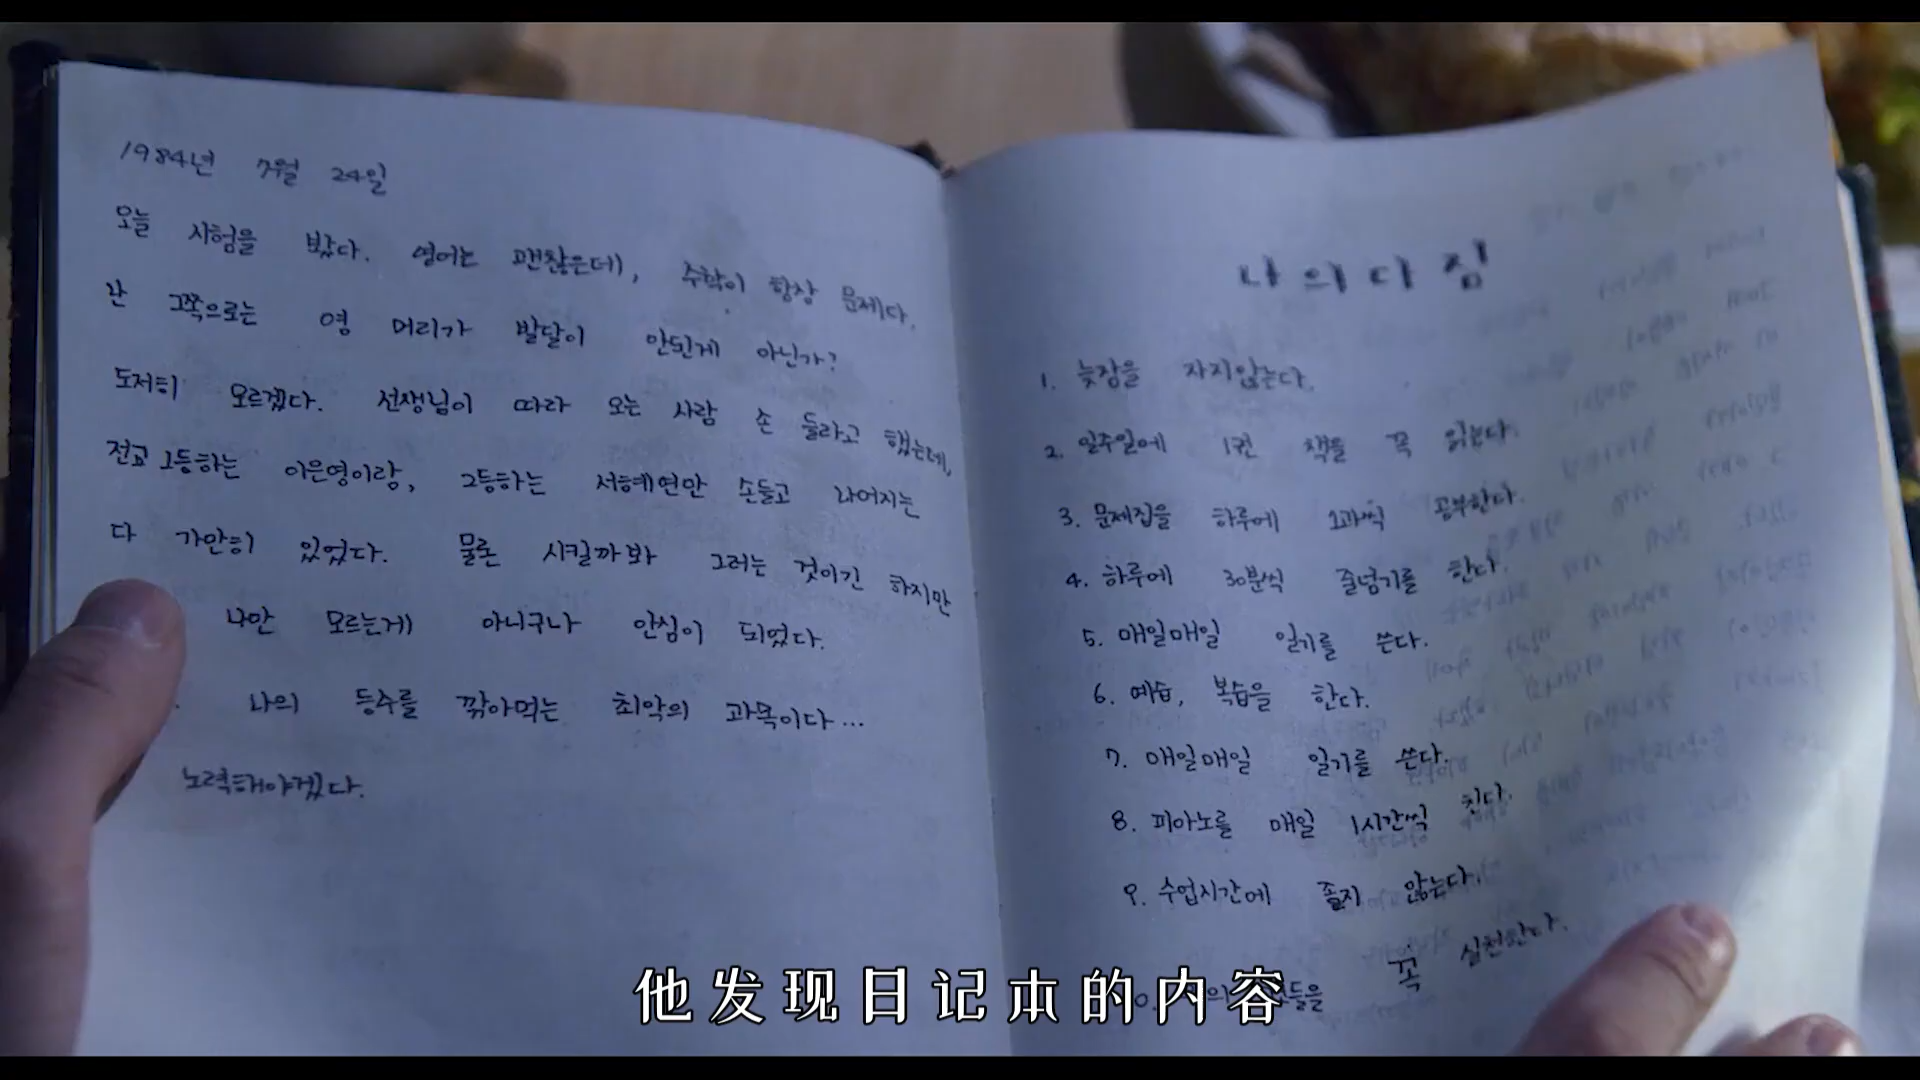 1984년 7월 24일
오늘 시험을 봤다. 영어는 괜찮은데, 수학이 항상 문제다.
난 그쪽으로는 영 머리가 발달이 안된게 아닌가?
도저히 모르겠다. 선생님이 따라 오는 사람 손 들라고 했는데,
전교 1등하는 이은영이랑, 2등하는 서혜연만 손들고 나머지는
다 가만히 있었다. 물론 시킬까봐 그러는 것이긴 하지만
나만 모르는게 아니구나 안심이 되었다.
나의 등수를 깎아먹는 최악의 과목이다...
노력해야겠다.
나의 다짐
1. 늦잠을 자지않는다.
2. 일주일에 1권 책을 꼭 읽는다.
3. 문제집을 하루에 1과씩 공부한다.
4. 하루에 30분씩 줄넘기를 한다.
5. 매일매일 일기를 쓴다.
6. 예습, 복습을 한다.
7. 매일매일 일기를 쓴다.
8. 피아노를 매일 1시간씩 친다.
9. 수업시간에 졸지 않는다.
꼭 실천한다.
他发现日记本的内容